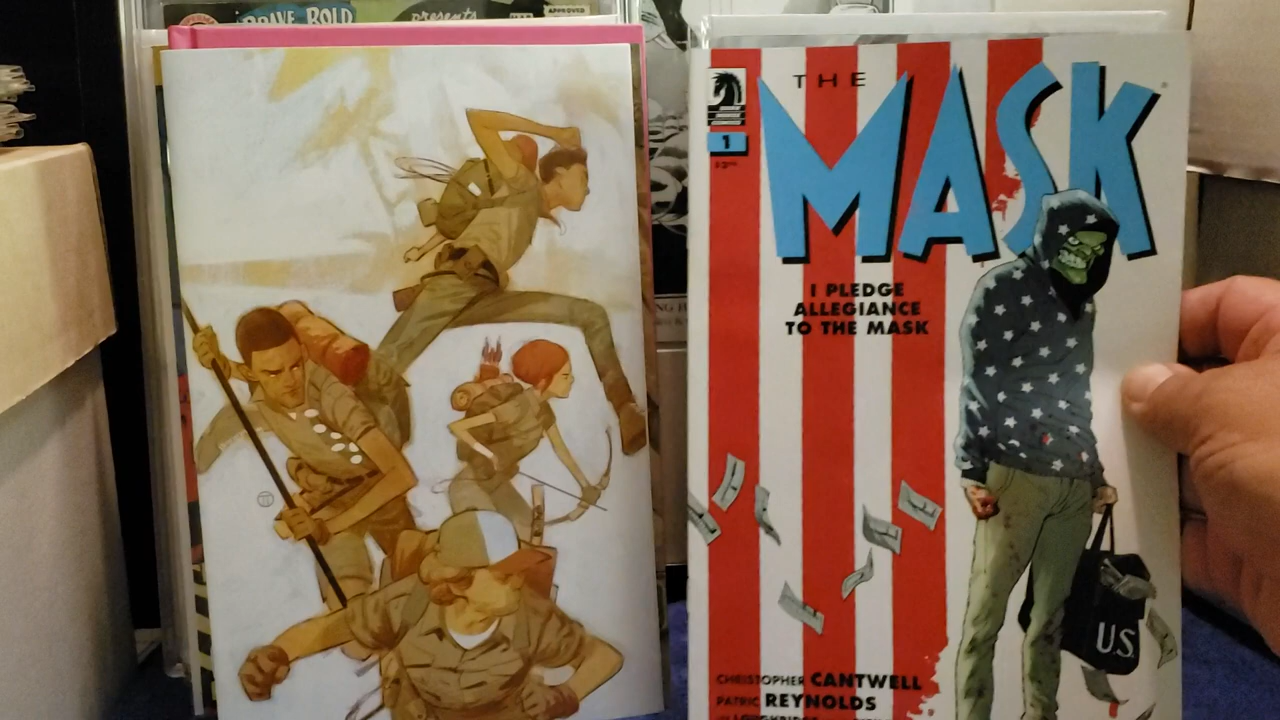 BRAVE BOLD
presents
APPROVED
THE
MASK
1
I PLEDGE
ALLEGIANCE
TO THE MASK
U.S.
CHRISTOPHER CANTWELL
PATRIC REYNOLDS